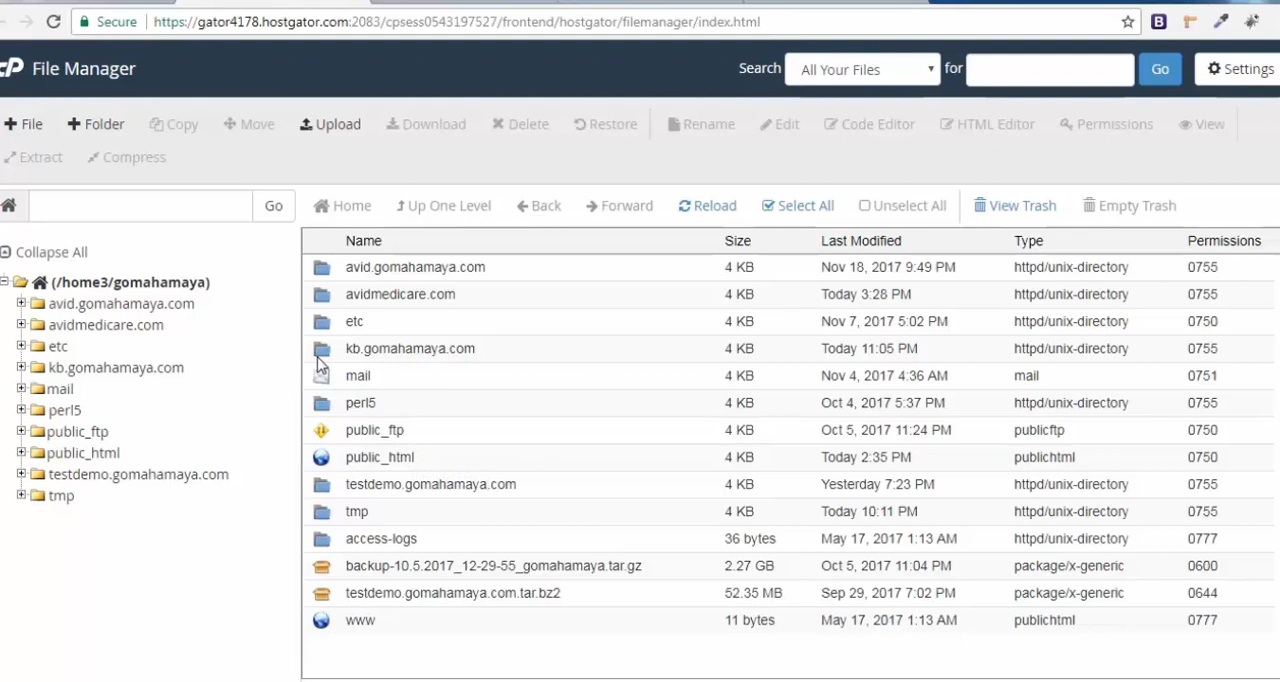 Secure https://gator4178.hostgator.com:2083/cpsess0543197527/frontend/hostgator/filemanager/index.html
B
cP File Manager Search All Your Files for Go Settings
File Folder Copy Move Upload Download Delete Restore Rename Edit Code Editor HTML Editor Permissions View
Extract Compress
Go Home Up One Level Back Forward Reload Select All Unselect All View Trash Empty Trash
Collapse All
(/home3/gomahamaya)
avid.gomahamaya.com
avidmedicare.com
etc
kb.gomahamaya.com
mail
perl5
public_ftp
public_html
testdemo.gomahamaya.com
tmp
Name Size Last Modified Type Permissions
avid.gomahamaya.com 4 KB Nov 18, 2017 9:49 PM httpd/unix-directory 0755
avidmedicare.com 4 KB Today 3:28 PM httpd/unix-directory 0755
etc 4 KB Nov 7, 2017 5:02 PM httpd/unix-directory 0750
kb.gomahamaya.com 4 KB Today 11:05 PM httpd/unix-directory 0755
mail 4 KB Nov 4, 2017 4:36 AM mail 0751
perl5 4 KB Oct 4, 2017 5:37 PM httpd/unix-directory 0755
public_ftp 4 KB Oct 5, 2017 11:24 PM publicftp 0750
public_html 4 KB Today 2:35 PM publichtml 0750
testdemo.gomahamaya.com 4 KB Yesterday 7:23 PM httpd/unix-directory 0755
tmp 4 KB Today 10:11 PM httpd/unix-directory 0755
access-logs 36 bytes May 17, 2017 1:13 AM httpd/unix-directory 0777
backup-10.5.2017_12-29-55_gomahamaya.tar.gz 2.27 GB Oct 5, 2017 11:04 PM package/x-generic 0600
testdemo.gomahamaya.com.tar.bz2 52.35 MB Sep 29, 2017 7:02 PM package/x-generic 0644
www 11 bytes May 17, 2017 1:13 AM publichtml 0777